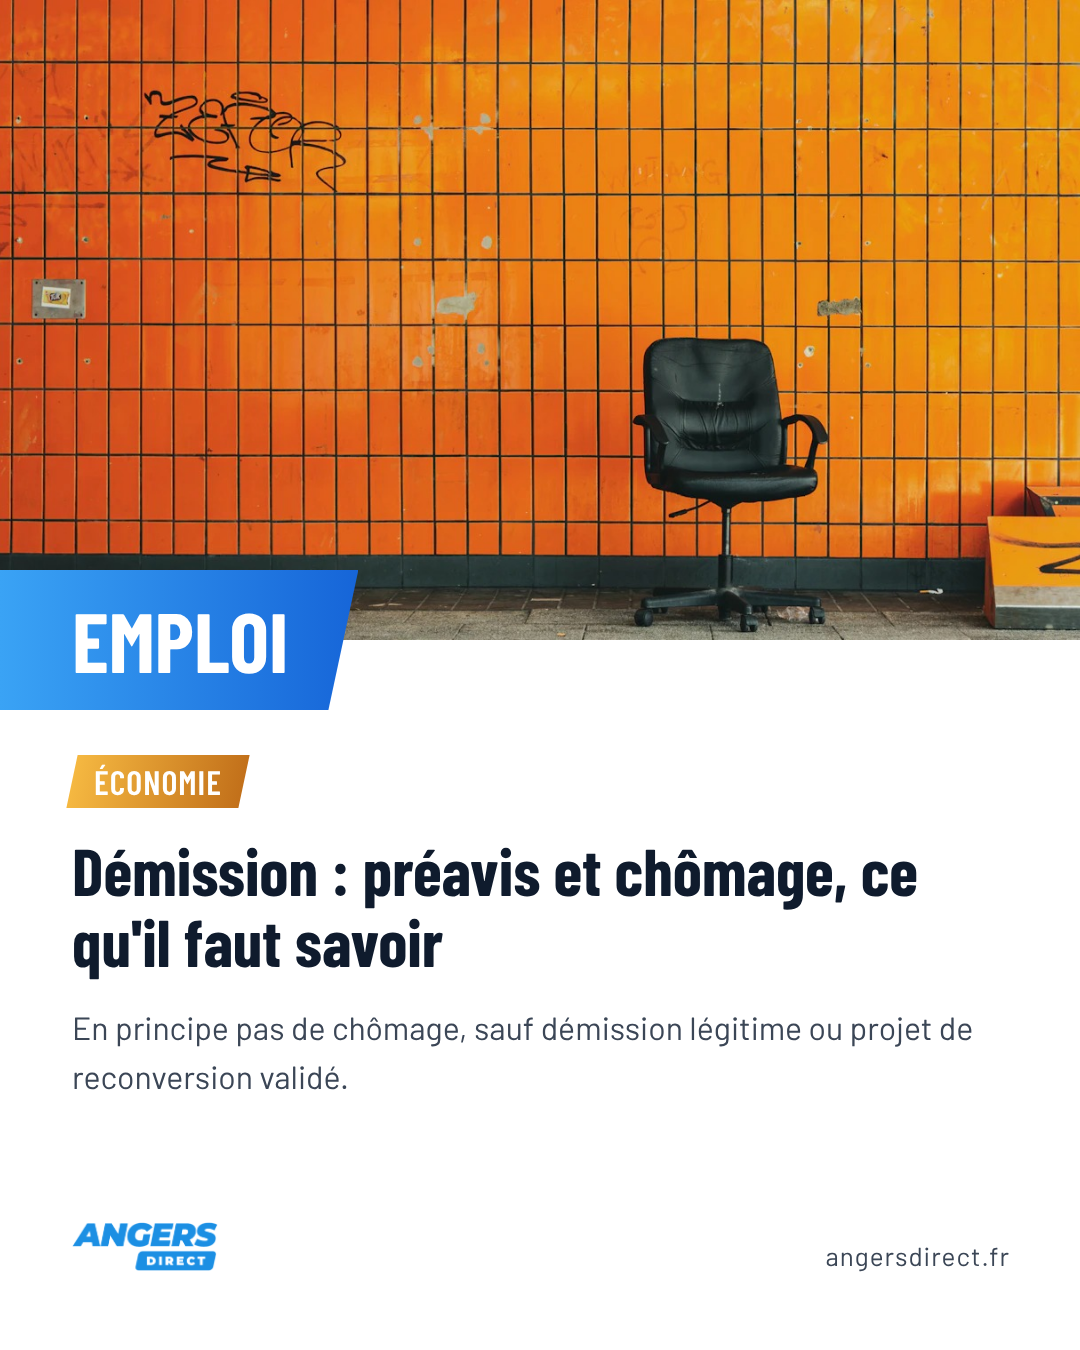 EMPLOI
ÉCONOMIE
Démission : préavis et chômage, ce
qu'il faut savoir
En principe pas de chômage, sauf démission légitime ou projet de
reconversion validé.
ANGERS
DIRECT
angersdirect.fr